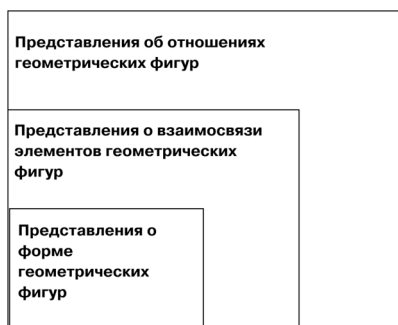 Представления об отношениях
геометрических фигур
Представления о взаимосвязи
элементов геометрических
фигур
Представления о
форме
геометрических
фигур